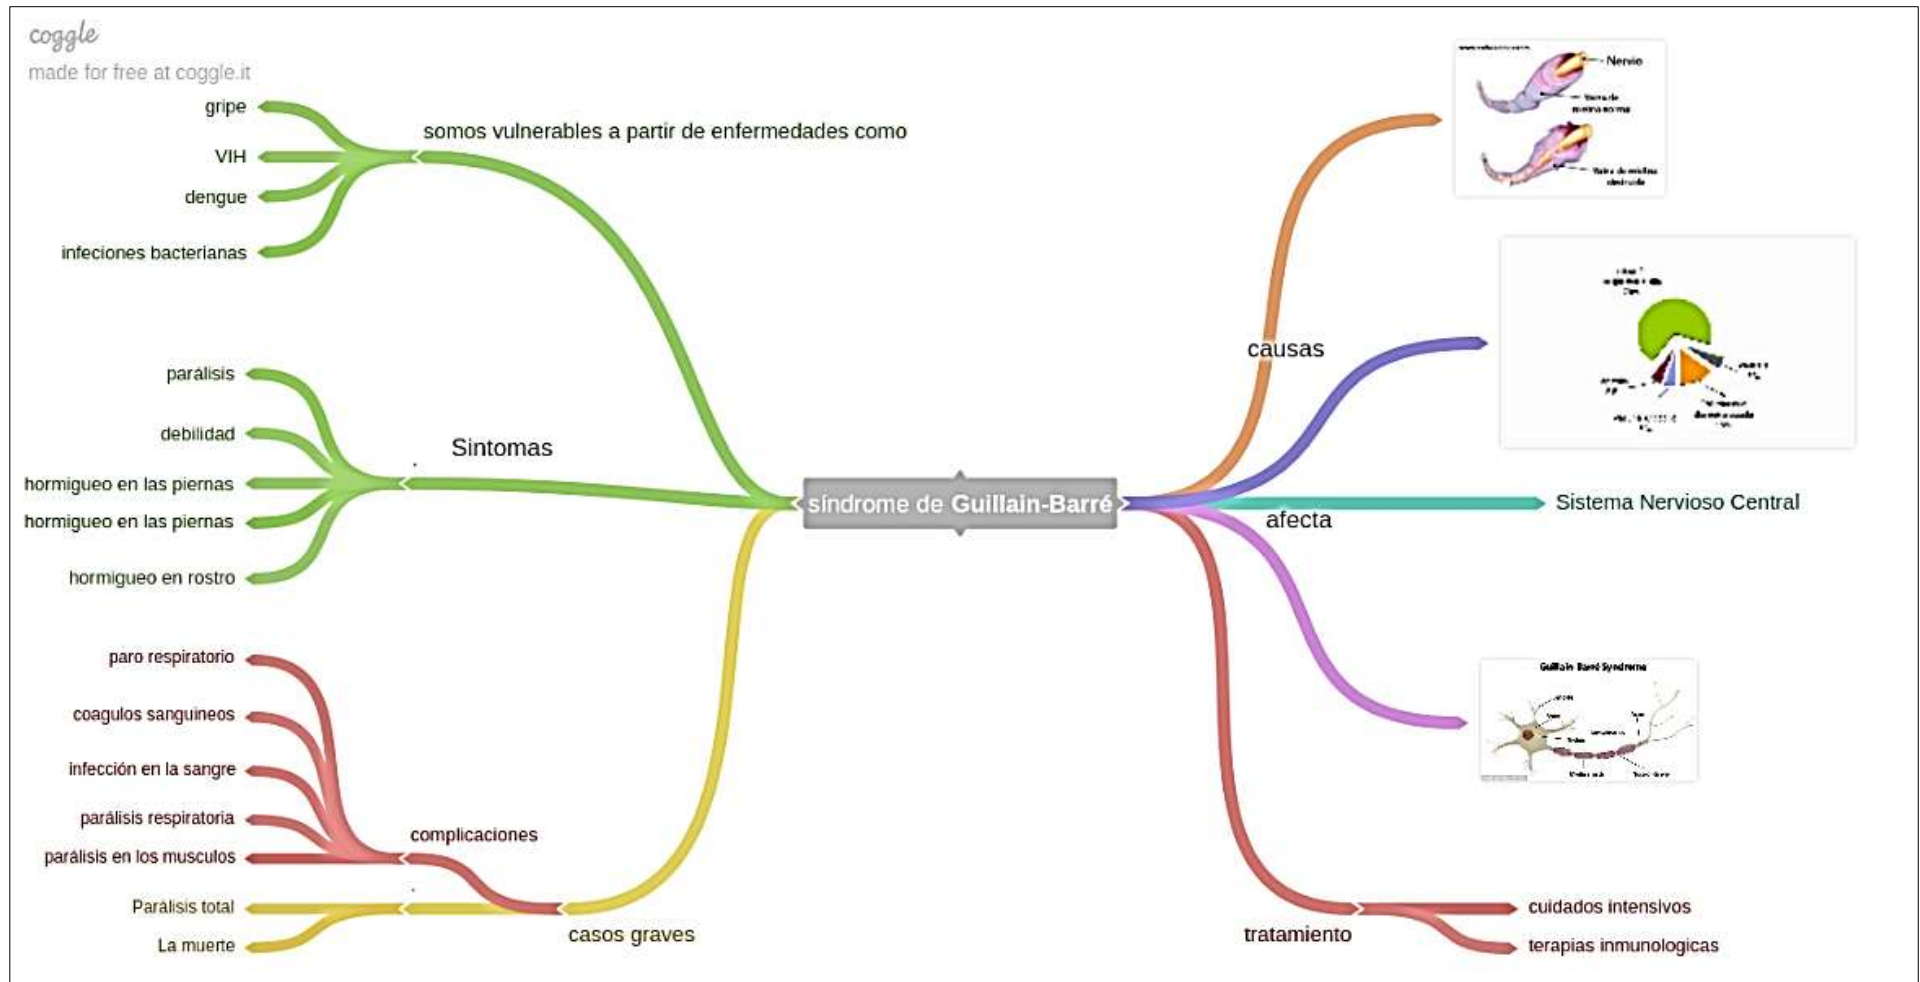 coggle
made for free at coggle.it
gripe
VIH
dengue
infeciones bacterianas
somos vulnerables a partir de enfermedades como
parálisis
debilidad
hormigueo en las piernas
hormigueo en las piernas
hormigueo en rostro
Sintomas
paro respiratorio
coagulos sanguineos
infección en la sangre
parálisis respiratoria
parálisis en los musculos
complicaciones
Parálisis total
La muerte
casos graves
síndrome de Guillain-Barré
causas
Nervio
afecta
Sistema Nervioso Central
Guillain-Barré Syndrome
tratamiento
cuidados intensivos
terapias inmunologicas